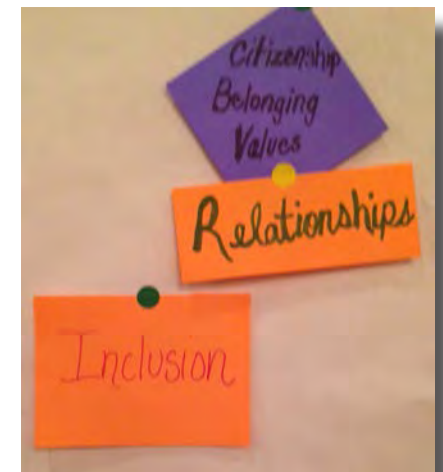 Citizenship
Belonging
Values
Relationships
Inclusion